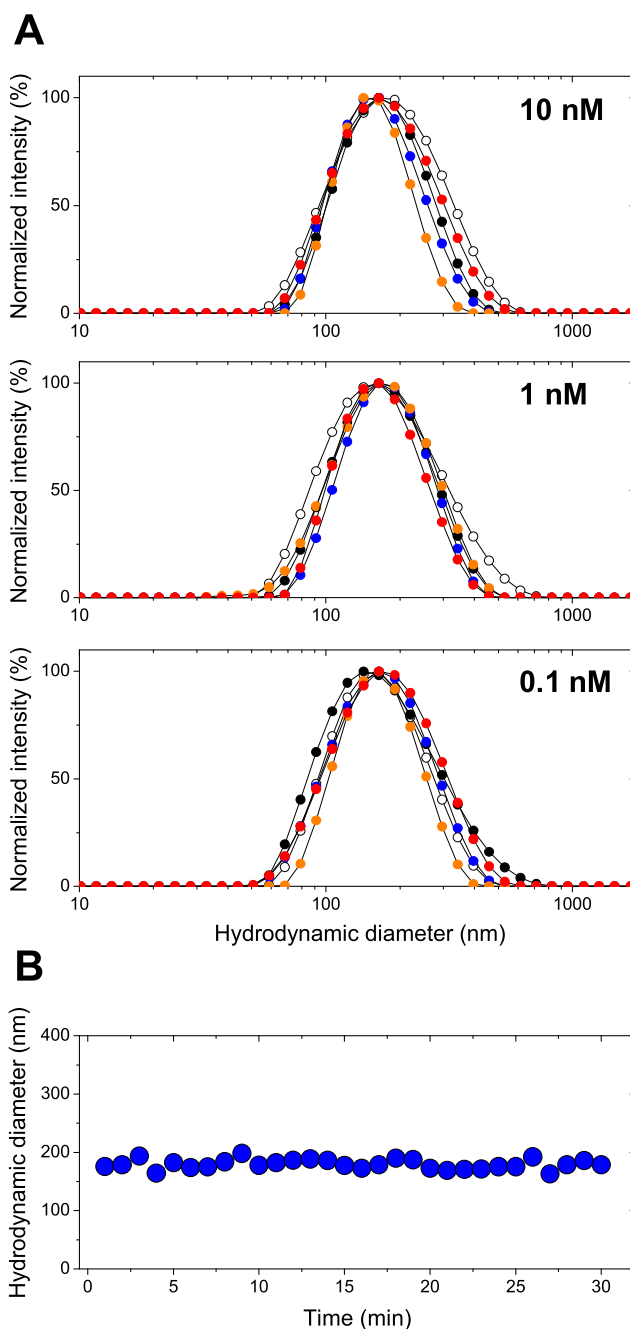 A
Normalized intensity (%)
100
50
0
10 nM
10 100 1000
Normalized intensity (%)
100
50
0
1 nM
10 100 1000
Normalized intensity (%)
100
50
0
0.1 nM
10 100 1000
Hydrodynamic diameter (nm)
B
Hydrodynamic diameter (nm)
400
300
200
100
0
0 5 10 15 20 25 30
Time (min)